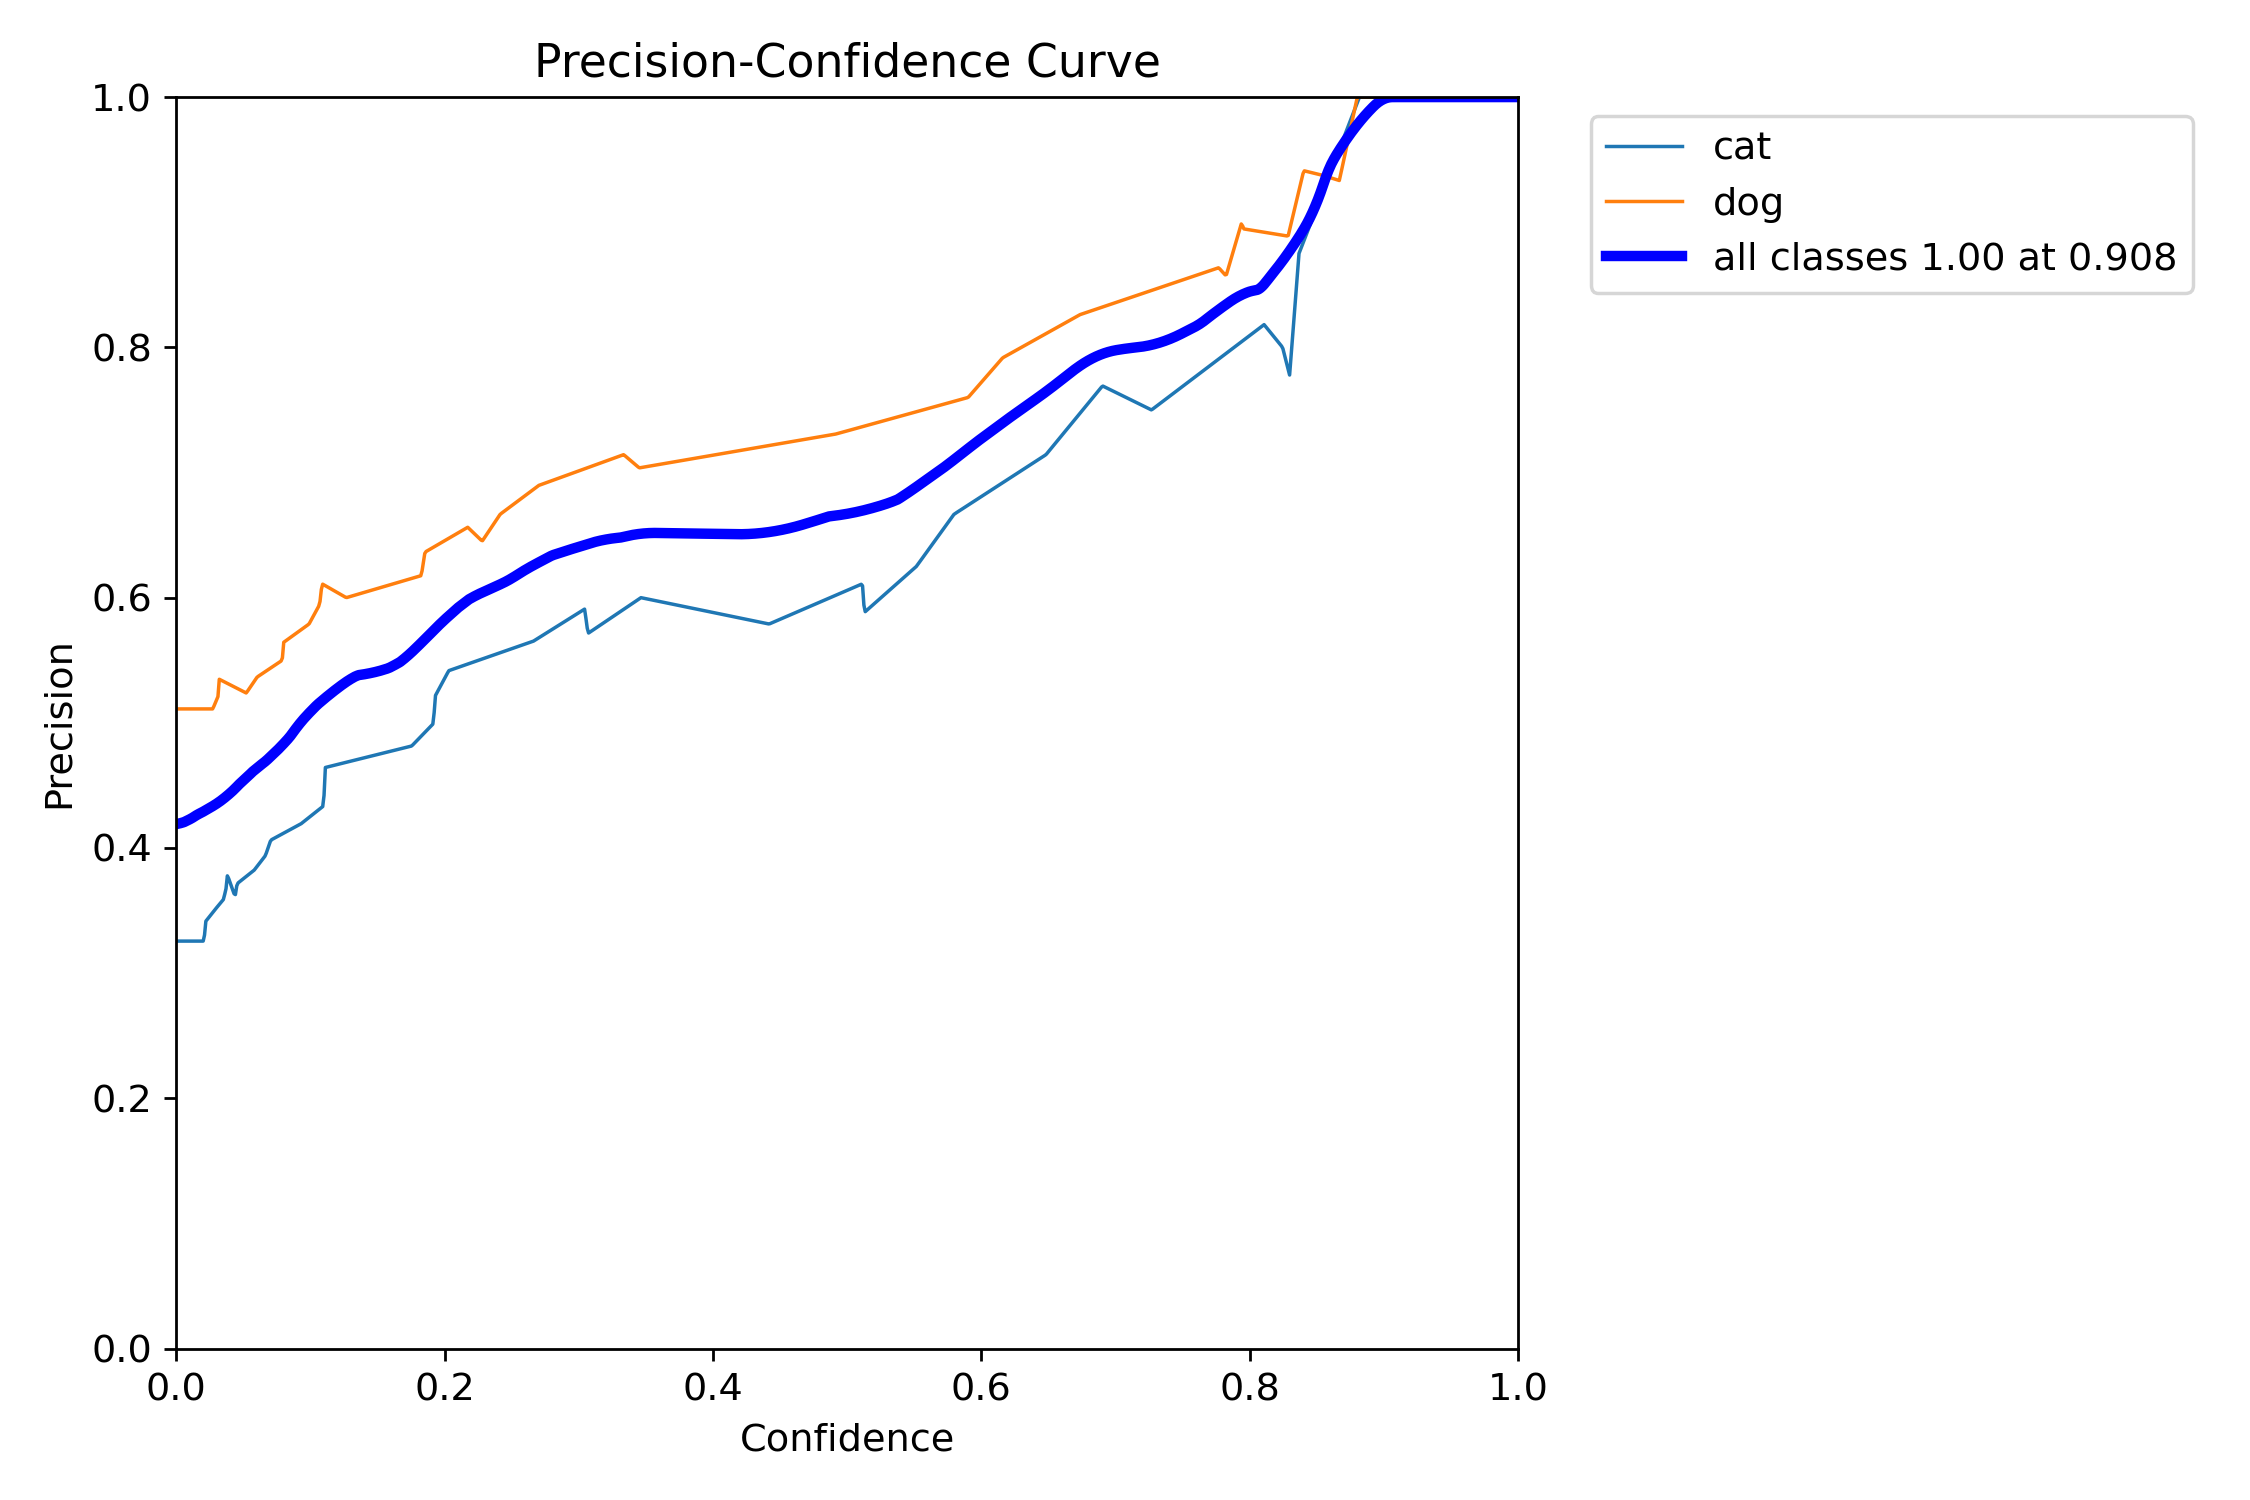 Precision-Confidence Curve
1.0
0.8
0.6
0.4
0.2
0.0
Precision
0.0 0.2 0.4 0.6 0.8 1.0
Confidence
cat
dog
all classes 1.00 at 0.908